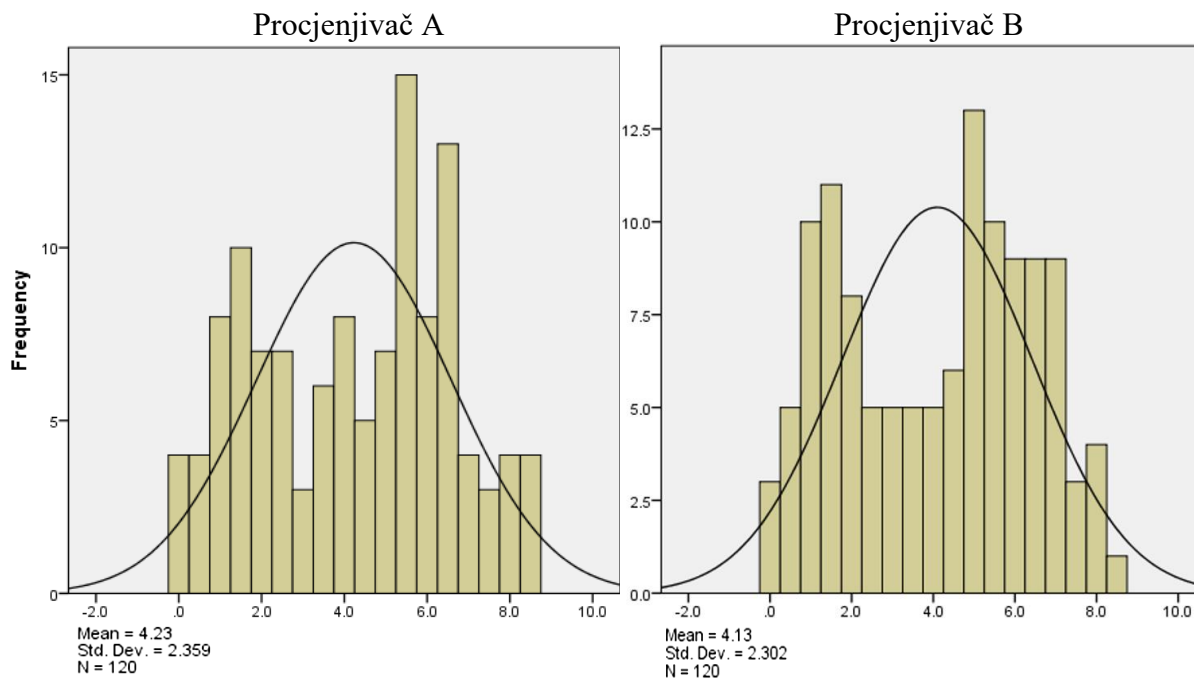 Procjenjivač A
Frequency
15
10
5
0
-2.0 .0 2.0 4.0 6.0 8.0 10.0
Mean = 4.23
Std. Dev. = 2.359
N = 120
Procjenjivač B
12.5
10.0
7.5
5.0
2.5
0.0
-2.0 .0 2.0 4.0 6.0 8.0 10.0
Mean = 4.13
Std. Dev. = 2.302
N = 120